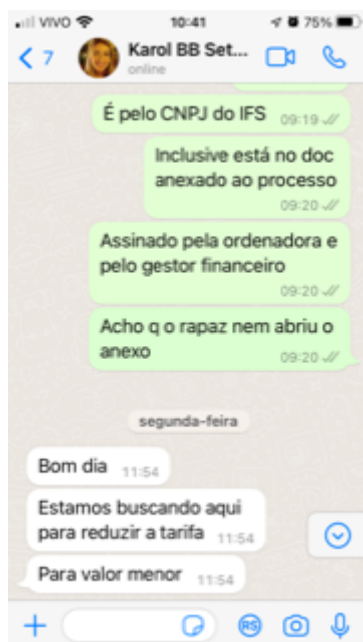 VIVO 10:41 75%
7 Karol BB Set...
online
É pelo CNPJ do IFS 09:19
Inclusive está no doc
anexado ao processo
09:20
Assinado pela ordenadora e
pelo gestor financeiro
09:20
Acho q o rapaz nem abriu o
anexo 09:20
segunda-feira
Bom dia 11:54
Estamos buscando aqui
para reduzir a tarifa 11:54
Para valor menor 11:54
R$